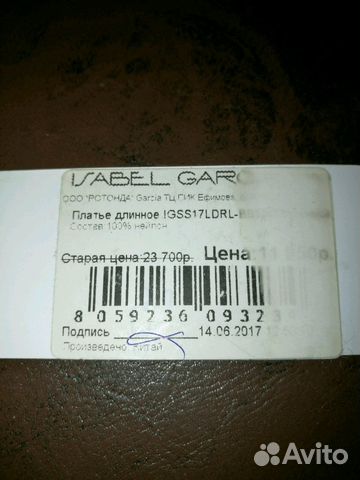 ISABEL GARC
ООО "РОТОНДА" Garcia ТЦ ПИК Ефимова
Платье длинное IGSS17LDRL-
Состав 100% нейлон
Старая цена 23 700р. Цена
8 059236 0932
Подпись 14.06.2017
Произведено: Китай
Avito